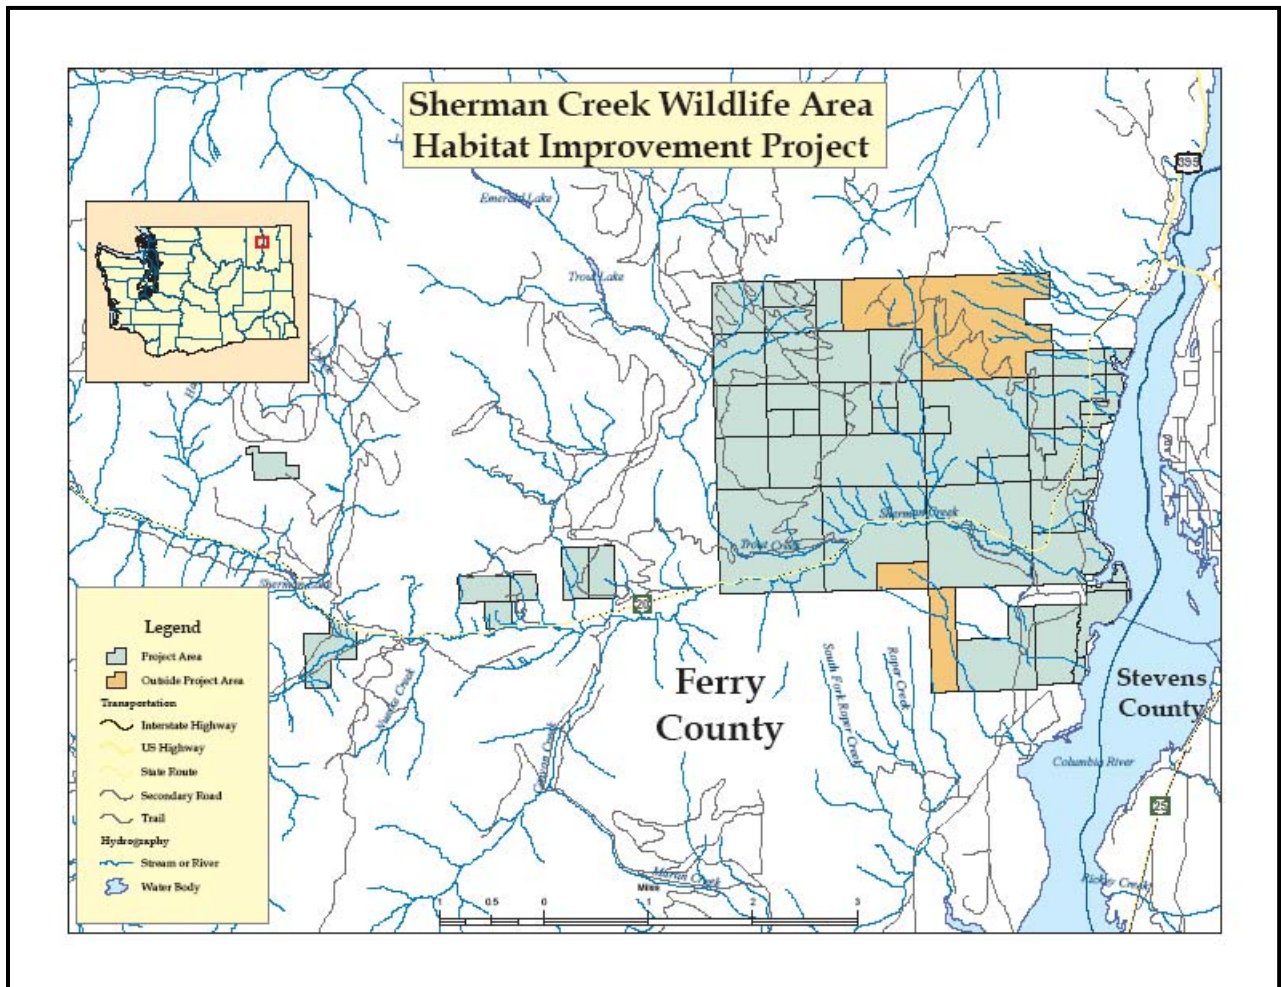 Sherman Creek Wildlife Area
Habitat Improvement Project
395
Emerald Lake
Trout Lake
Sherman Creek
Trout Creek
20
Legend
Project Area
Outside Project Area
Transportation
Interstate Highway
US Highway
State Route
Secondary Road
Trail
Hydrography
Stream or River
Water Body
Ferry
County
South Fork Roper Creek
Roper Creek
Stevens
County
Canyon Creek
Columbia River
25
Martin Creek
Rickey Creek
Miles
1 0.5 0 1 2 3